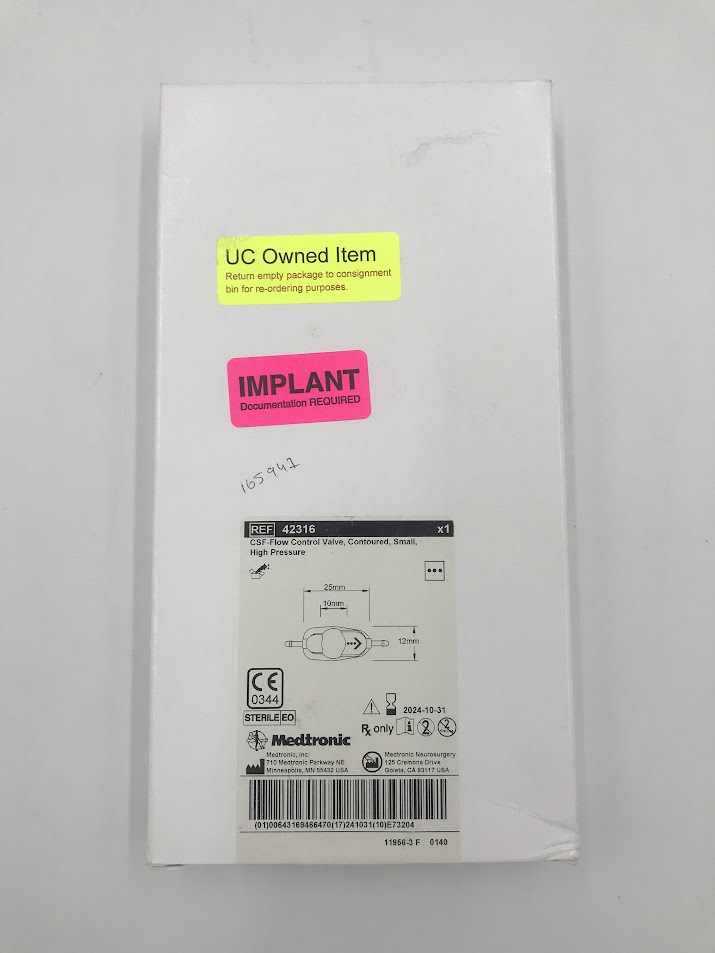 UC Owned Item
Return empty package to consignment
bin for re-ordering purposes.
IMPLANT
Documentation REQUIRED
165947
REF 42316 x1
CSF-Flow Control Valve, Contoured, Small,
High Pressure
25mm
10mm
12mm
CE
0344
2024-10-31
STERILE EO
Rx only
Medtronic
Medtronic, Inc.
710 Medtronic Parkway NE
Minneapolis, MN 55432 USA
Medtronic Neurosurgery
125 Cremona Drive
Goleta, CA 93117 USA
(01)00643169466470(17)241031(10)E73204
11956-3 F 0140